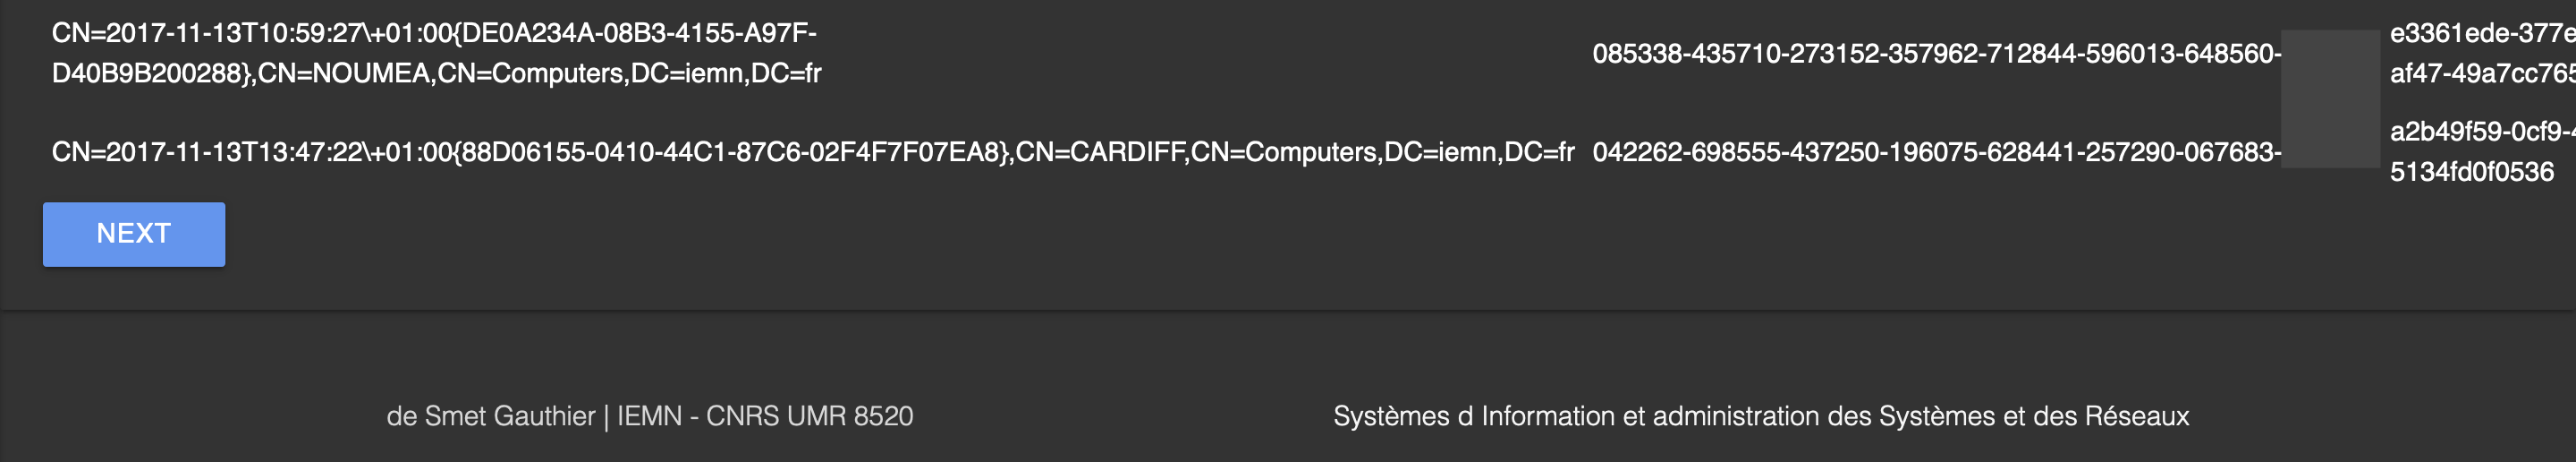 CN=2017-11-13T10:59:27\+01:00{DE0A234A-08B3-4155-A97F-
D40B9B200288},CN=NOUMEA,CN=Computers,DC=iemn,DC=fr
085338-435710-273152-357962-712844-596013-648560-
e3361ede-377e
af47-49a7cc765
CN=2017-11-13T13:47:22\+01:00{88D06155-0410-44C1-87C6-02F4F7F07EA8},CN=CARDIFF,CN=Computers,DC=iemn,DC=fr
042262-698555-437250-196075-628441-257290-067683-
a2b49f59-0cf9-4
5134fd0f0536
NEXT
de Smet Gauthier | IEMN - CNRS UMR 8520
Systèmes d Information et administration des Systèmes et des Réseaux